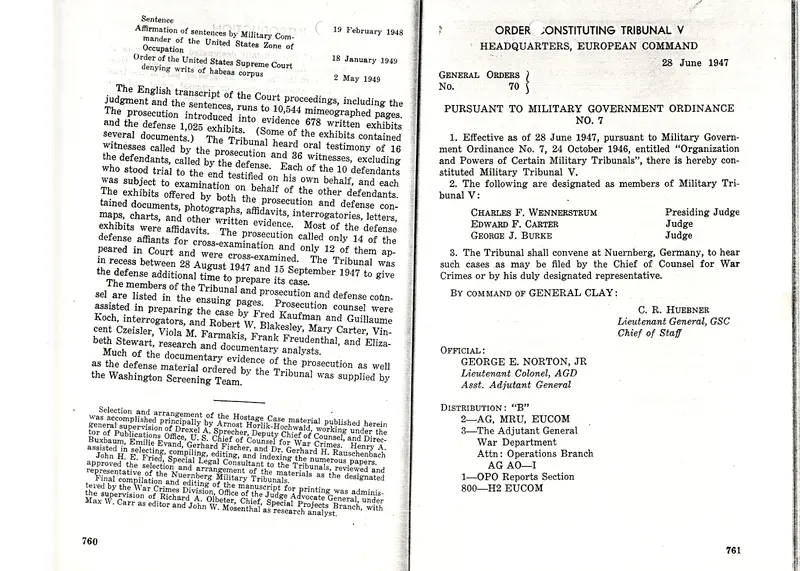 Sentence
19 February 1948
Affirmation of sentences by Military Com-
mander of the United States Zone of
Occupation
18 January 1949
Order of the United States Supreme Court
denying writs of habeas corpus
2 May 1949
The English transcript of the Court proceedings, including the
judgment and the sentences, runs to 10,544 mimeographed pages.
The prosecution introduced into evidence 678 written exhibits
and the defense 1,025 exhibits. (Some of the exhibits contained
several documents.) The Tribunal heard oral testimony of 16
witnesses called by the prosecution and 36 witnesses, excluding
the defendants, called by the defense. Each of the 10 defendants
who stood trial to the end testified on his own behalf, and each
was subject to examination on behalf of the other defendants.
The exhibits offered by both the prosecution and defense con-
tained documents, photographs, affidavits, interrogatories, letters,
maps, charts, and other written evidence. Most of the defense
exhibits were affidavits. The prosecution called only 14 of the
defense affiants for cross-examination and only 12 of them ap-
peared in Court and were cross-examined. The Tribunal was
in recess between 28 August 1947 and 15 September 1947 to give
the defense additional time to prepare its case.
The members of the Tribunal and prosecution and defense coun-
sel are listed in the ensuing pages. Prosecution counsel were
assisted in preparing the case by Fred Kaufman and Guillaume
Koch, interrogators, and Robert W. Blakesley, Mary Carter, Vin-
cent Czeisler, Viola M. Farmakis, Frank Freudenthal, and Eliza-
beth Stewart, research and documentary analysts.
Much of the documentary evidence of the prosecution as well
as the defense material ordered by the Tribunal was supplied by
the Washington Screening Team.
Selection and arrangement of the Hostage Case material published herein
was accomplished principally by Arnost Horlik-Hochwald, working under the
general supervision of Drexel A. Sprecher, Deputy Chief of Counsel, and Direc-
tor of Publications Office, U. S. Chief of Counsel for War Crimes. Henry A.
Buxbaum, Emilie Evand, Gerhard Fischer, and Dr. Gerhard H. Rauschenbach
assisted in selecting, compiling, editing, and indexing the numerous papers.
John H. E. Fried, Special Legal Consultant to the Tribunals, reviewed and
approved the selection and arrangement of the materials as the designated
representative of the Nuernberg Military Tribunals.
Final compilation and editing of the manuscript for printing was adminis-
tered by the War Crimes Division, Office of the Judge Advocate General, under
the supervision of Richard A. Olbeter, Chief, Special Projects Branch, with
Max W. Carr as editor and John W. Mosenthal as research analyst.
760
ORDER CONSTITUTING TRIBUNAL V
HEADQUARTERS, EUROPEAN COMMAND
28 June 1947
GENERAL ORDERS
No. 70
PURSUANT TO MILITARY GOVERNMENT ORDINANCE
NO. 7
1. Effective as of 28 June 1947, pursuant to Military Govern-
ment Ordinance No. 7, 24 October 1946, entitled "Organization
and Powers of Certain Military Tribunals", there is hereby con-
stituted Military Tribunal V.
2. The following are designated as members of Military Tri-
bunal V:
CHARLES F. WENNERSTRUM Presiding Judge
EDWARD F. CARTER Judge
GEORGE J. BURKE Judge
3. The Tribunal shall convene at Nuernberg, Germany, to hear
such cases as may be filed by the Chief of Counsel for War
Crimes or by his duly designated representative.
BY COMMAND OF GENERAL CLAY:
C. R. HUEBNER
Lieutenant General, GSC
Chief of Staff
OFFICIAL:
GEORGE E. NORTON, JR
Lieutenant Colonel, AGD
Asst. Adjutant General
DISTRIBUTION: "B"
2—AG, MRU, EUCOM
3—The Adjutant General
War Department
Attn: Operations Branch
AG AO—I
1—OPO Reports Section
800—H2 EUCOM
761